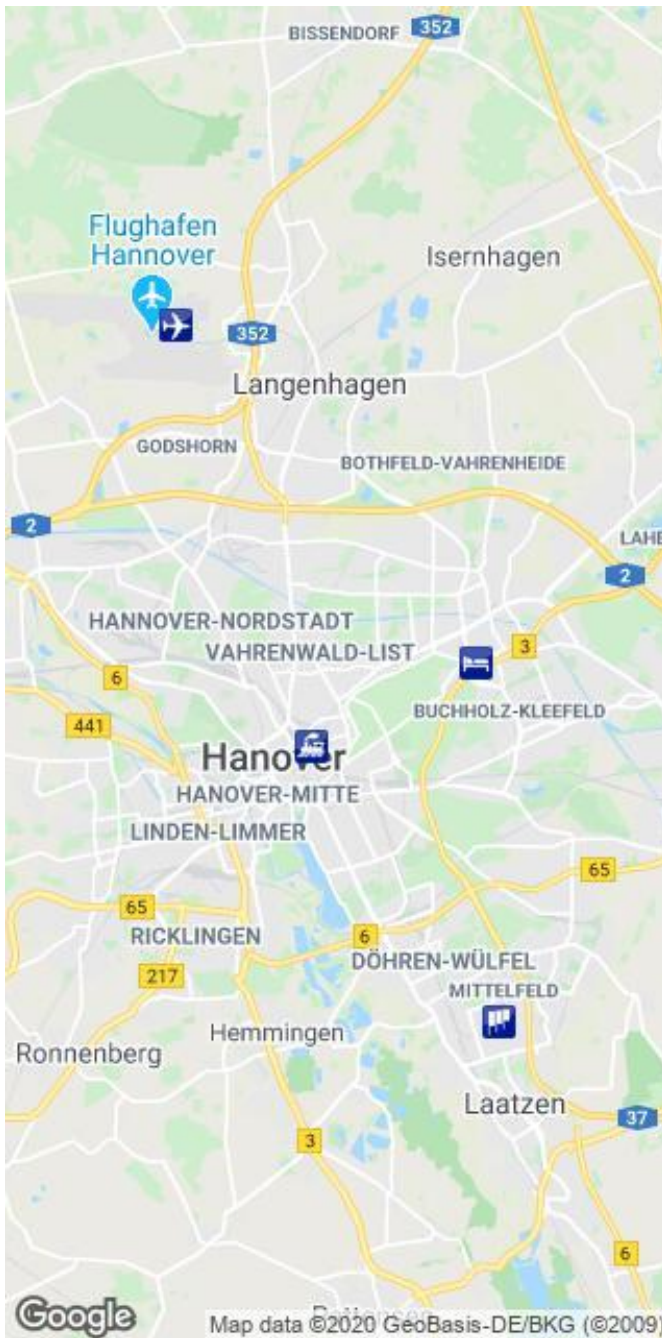 BISSENDORF
352
Flughafen
Hannover
Isernhagen
352
Langenhagen
GODSHORN
BOTHFELD-VAHRENHEIDE
2
LAHE
2
HANNOVER-NORDSTADT
VAHRENWALD-LIST
3
6
BUCHHOLZ-KLEEFELD
441
Hanover
HANOVER-MITTE
LINDEN-LIMMER
65
65
RICKLINGEN
6
DÖHREN-WÜLFEL
217
MITTELFELD
Hemmingen
Ronnenberg
Laatzen
37
3
6
Google
Map data ©2020 GeoBasis-DE/BKG (©2009)